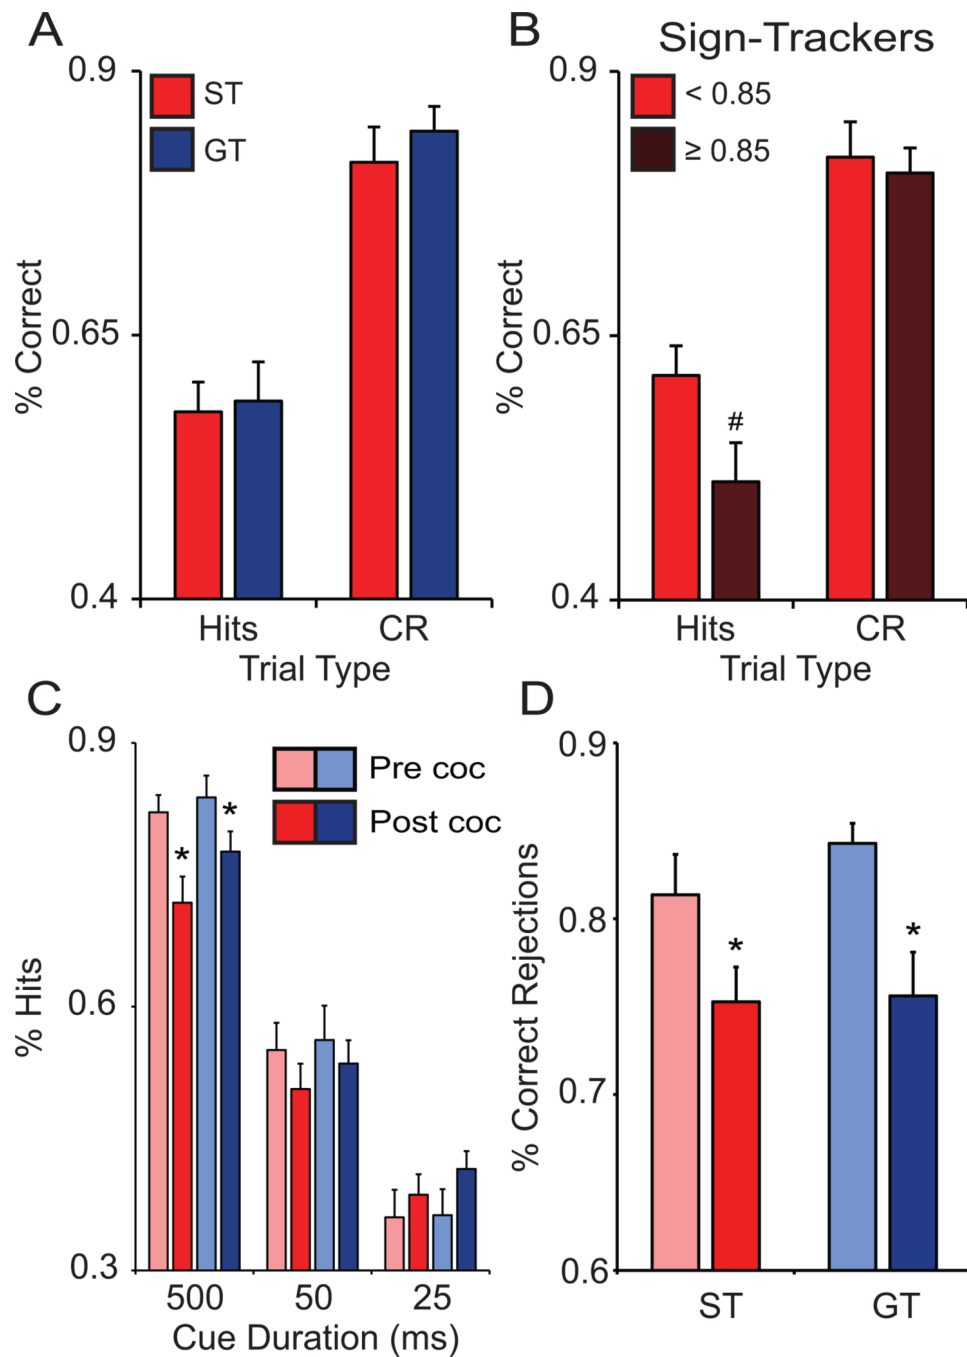 A
0.9
ST
GT
% Correct
0.65
0.4
Hits
CR
Trial Type
B
Sign-Trackers
0.9
< 0.85
≥ 0.85
% Correct
0.65
#
0.4
Hits
CR
Trial Type
C
0.9
Pre coc
Post coc
*
*
% Hits
0.6
0.3
500
50
25
Cue Duration (ms)
D
0.9
% Correct Rejections
0.8
*
*
0.7
0.6
ST
GT